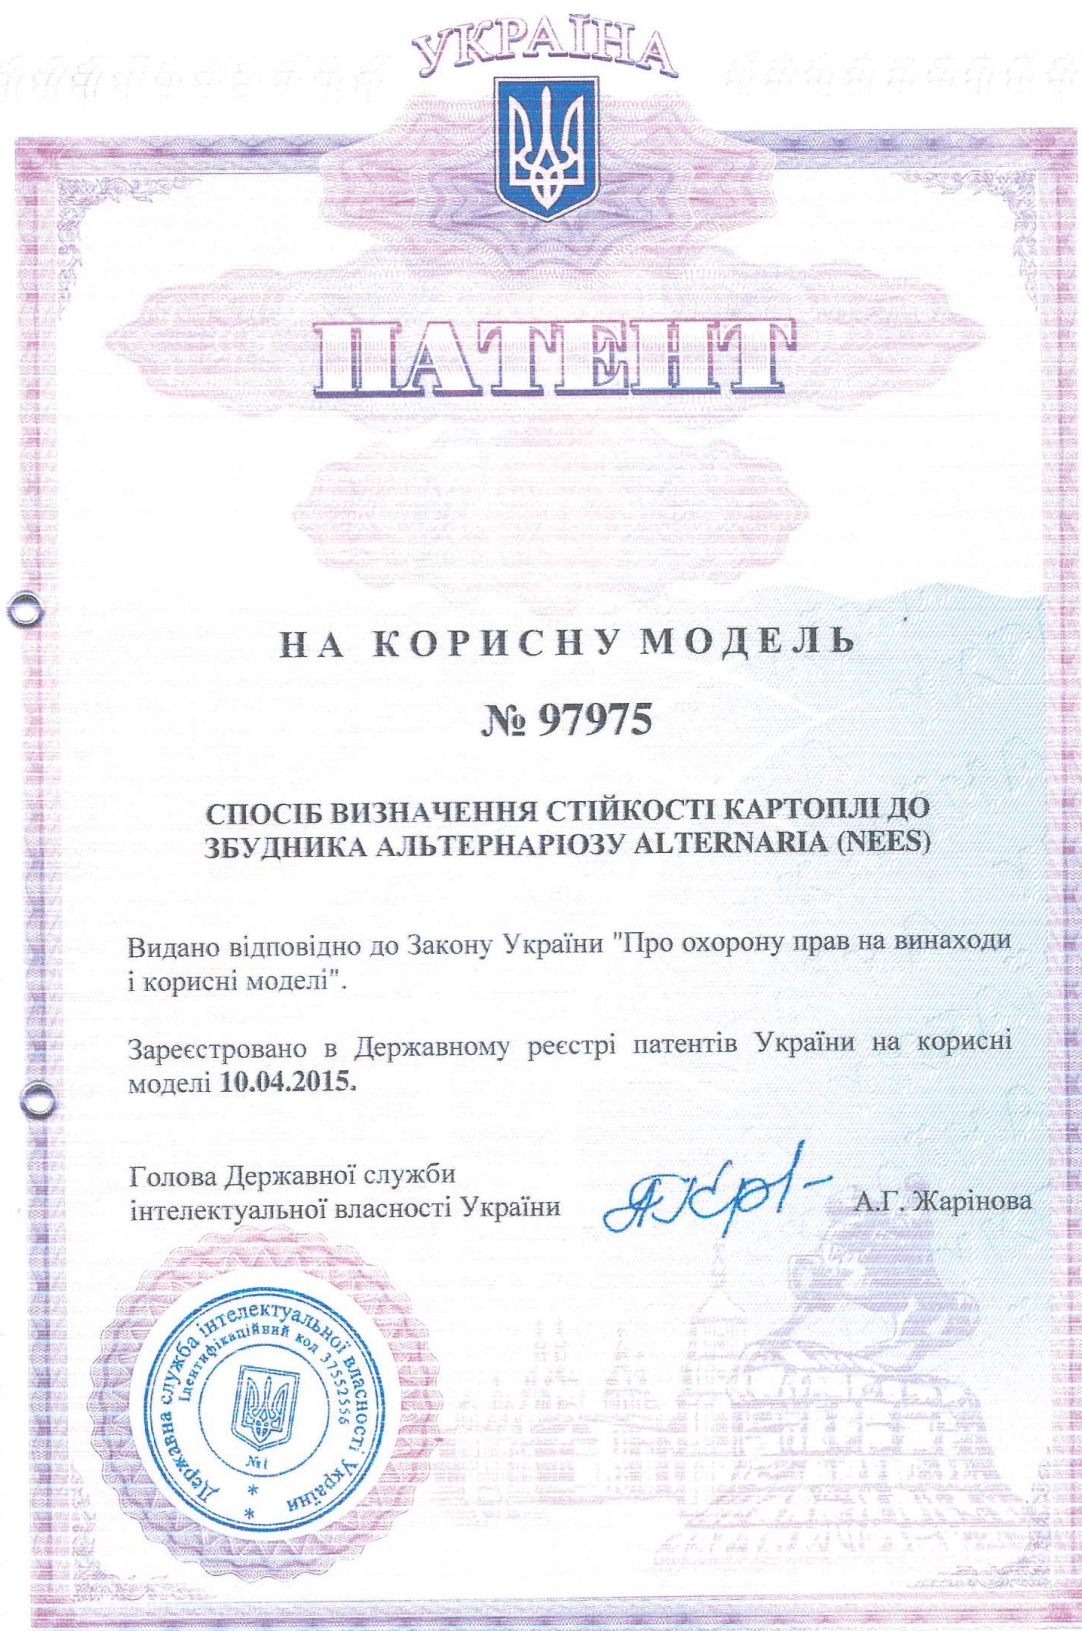 УКРАЇНА
ПАТЕНТ
НА КОРИСНУ МОДЕЛЬ
№ 97975
СПОСІБ ВИЗНАЧЕННЯ СТІЙКОСТІ КАРТОПЛІ ДО
ЗБУДНИКА АЛЬТЕРНАРІОЗУ ALTERNARIA (NEES)
Видано відповідно до Закону України "Про охорону прав на винаходи
і корисні моделі".
Зареєстровано в Державному реєстрі патентів України на корисні
моделі 10.04.2015.
Голова Державної служби
інтелектуальної власності України
А.Г. Жарінова
Державна служба інтелектуальної власності України
Ідентифікаційний код 37552556
№1